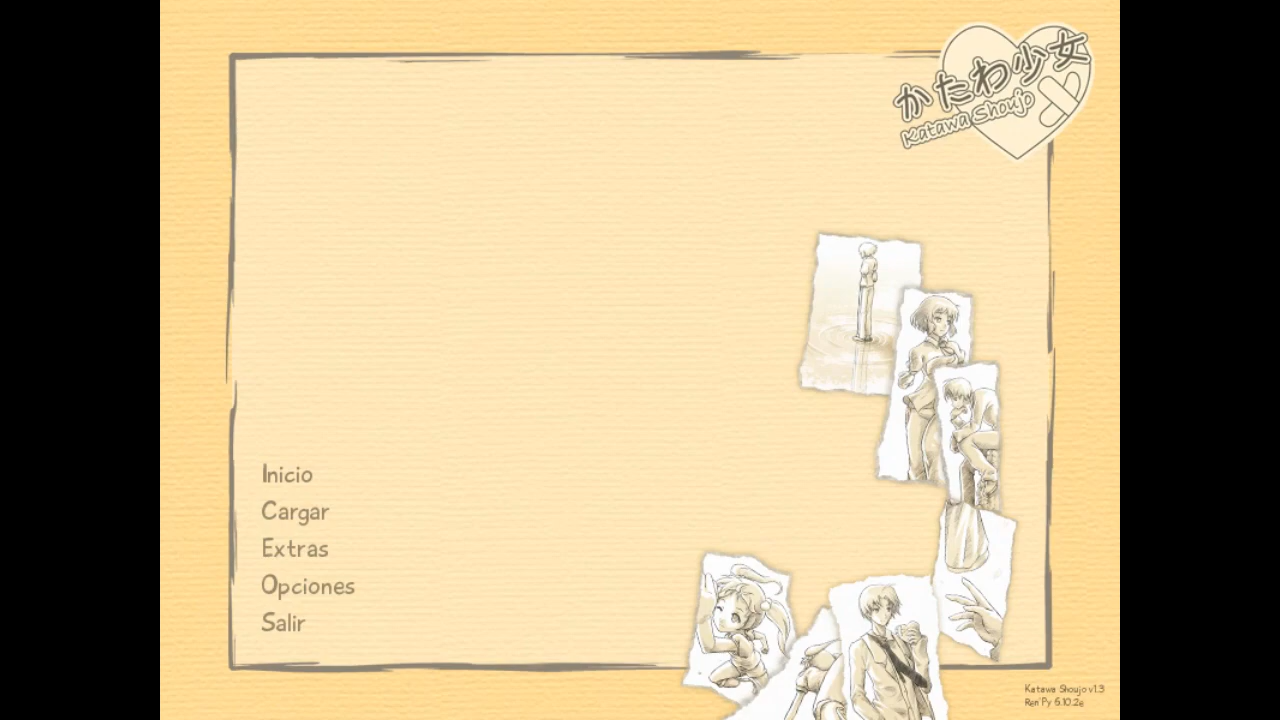 かたわ少女
Katawa Shoujo
Inicio
Cargar
Extras
Opciones
Salir
Katawa Shoujo v1.3
Ren'Py 6.10.2e